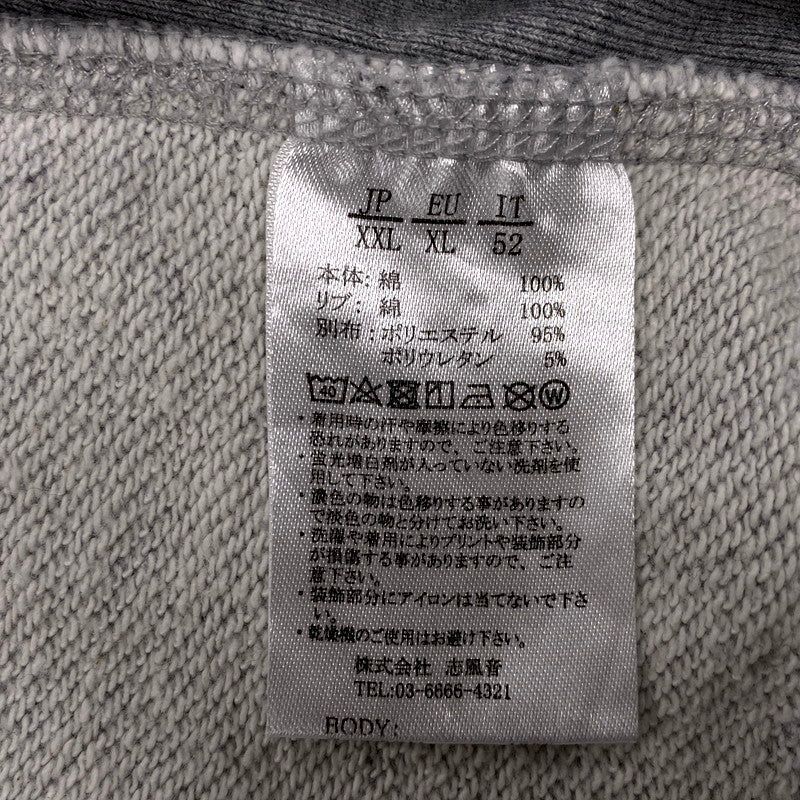 JP EU IT
XXL XL 52
本体: 綿 100%
リブ: 綿 100%
別布: ポリエステル 95%
ポリウレタン 5%
40 W
・着用時の汗や摩擦により色移りする
恐れがありますので、ご注意下さい。
・蛍光増白剤が入っていない洗剤を使
用して下さい。
・濃色の物は色移りする事がありますの
で淡色の物と分けてお洗い下さい。
・洗濯や着用によりプリントや装飾部分
が損傷する事がありますので、ご注
意下さい。
・装飾部分にアイロンは当てないで下さ
い。
・乾燥機のご使用はお避け下さい。
株式会社 志風音
TEL:03-6666-4321
BODY: